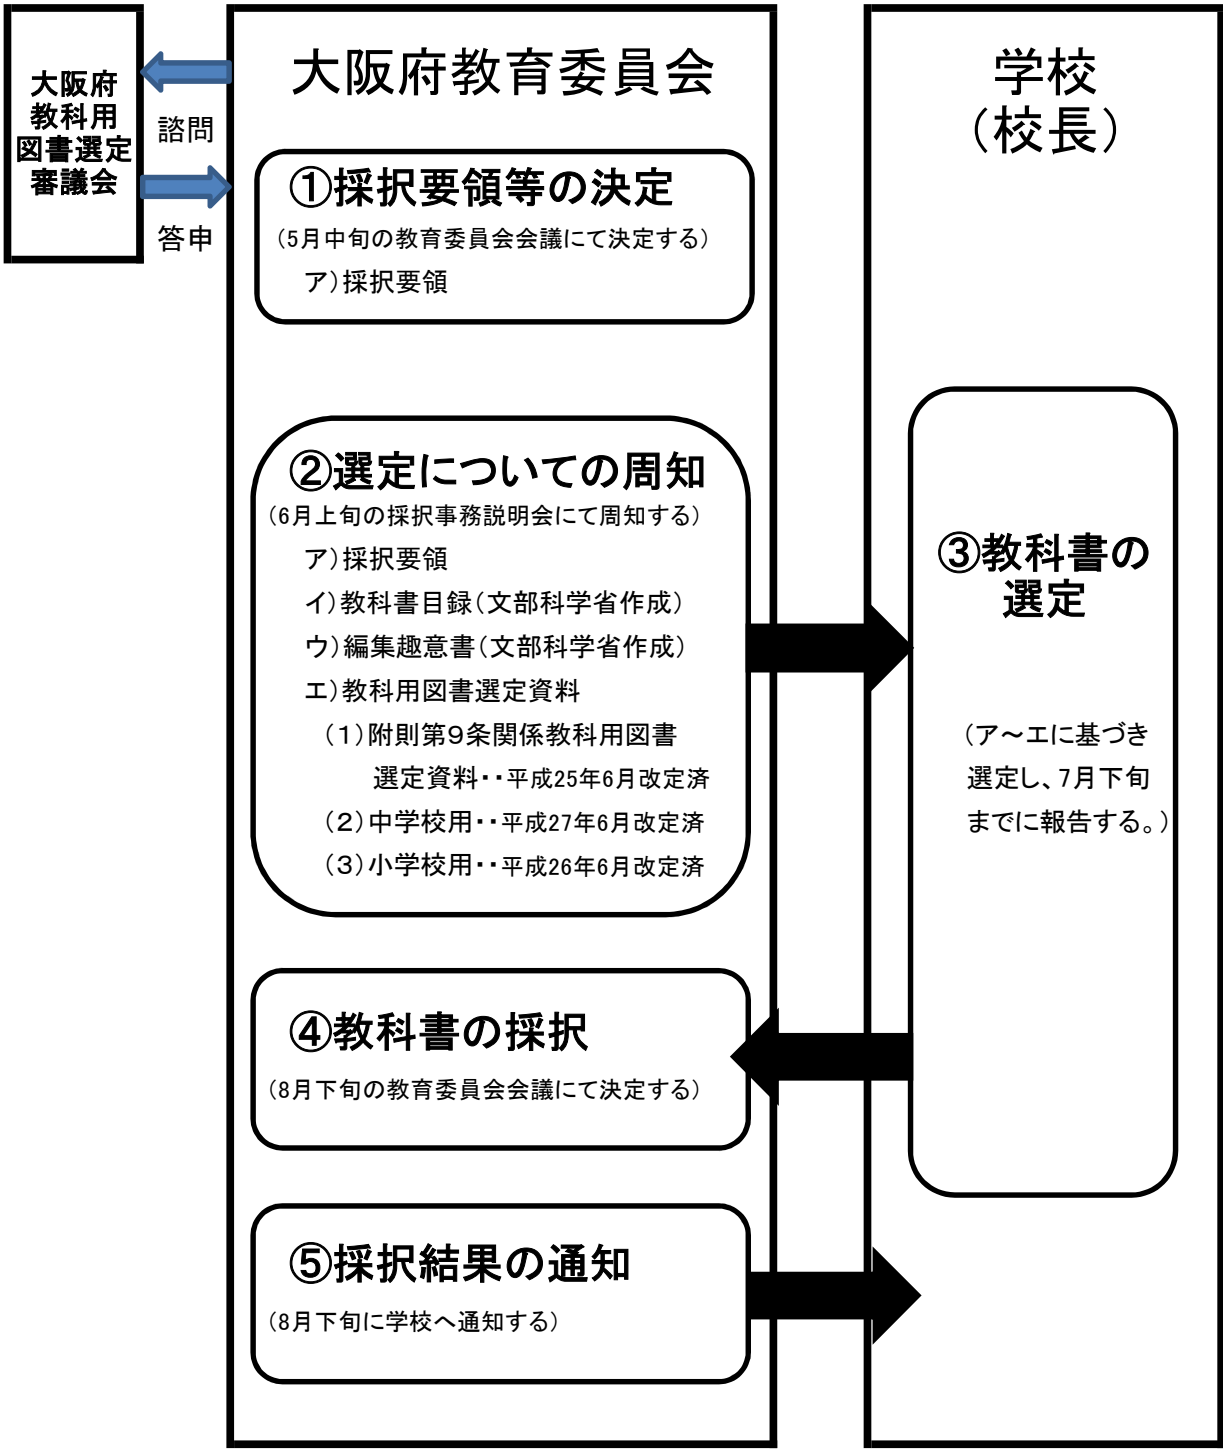 大阪府
教科用
図書選定
審議会
諮問
答申
大阪府教育委員会
①採択要領等の決定
(5月中旬の教育委員会会議にて決定する)
ア)採択要領
②選定についての周知
(6月上旬の採択事務説明会にて周知する)
ア)採択要領
イ)教科書目録(文部科学省作成)
ウ)編集趣意書(文部科学省作成)
エ)教科用図書選定資料
(1)附則第9条関係教科用図書
選定資料・・平成25年6月改定済
(2)中学校用・・平成27年6月改定済
(3)小学校用・・平成26年6月改定済
④教科書の採択
(8月下旬の教育委員会会議にて決定する)
⑤採択結果の通知
(8月下旬に学校へ通知する)
学校
(校長)
③教科書の
選定
(ア～エに基づき
選定し、7月下旬
までに報告する。)